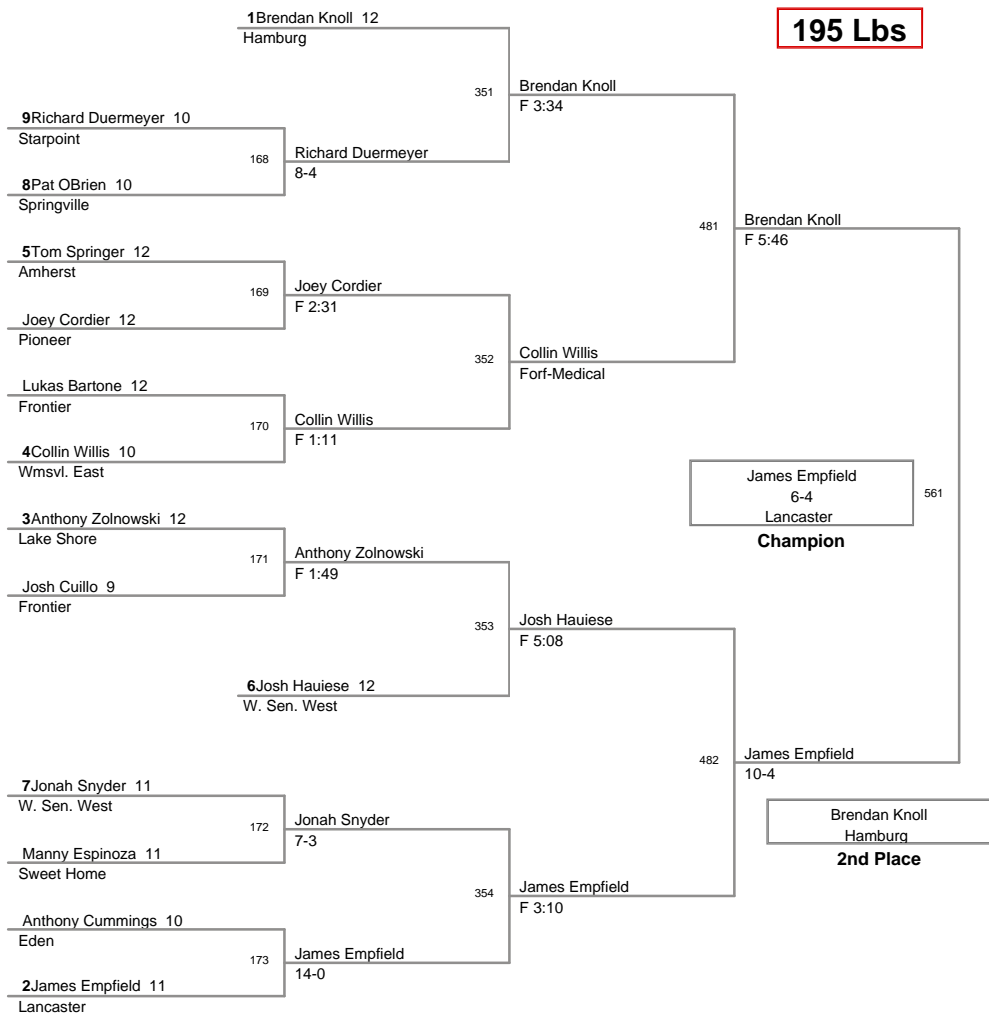 1Brendan Knoll 12
Hamburg
195 Lbs
351
Brendan Knoll
F 3:34
9Richard Duermeyer 10
Starpoint
168
Richard Duermeyer
8-4
8Pat OBrien 10
Springville
481
Brendan Knoll
F 5:46
5Tom Springer 12
Amherst
169
Joey Cordier
F 2:31
Joey Cordier 12
Pioneer
352
Collin Willis
Forf-Medical
Lukas Bartone 12
Frontier
170
Collin Willis
F 1:11
4Collin Willis 10
Wmsvl. East
James Empfield
6-4
Lancaster
Champion
561
3Anthony Zolnowski 12
Lake Shore
171
Anthony Zolnowski
F 1:49
Josh Cuillo 9
Frontier
353
Josh Hauiese
F 5:08
6Josh Hauiese 12
W. Sen. West
482
James Empfield
10-4
7Jonah Snyder 11
W. Sen. West
172
Jonah Snyder
7-3
Manny Espinoza 11
Sweet Home
Brendan Knoll
Hamburg
2nd Place
354
James Empfield
F 3:10
Anthony Cummings 10
Eden
173
James Empfield
14-0
2James Empfield 11
Lancaster